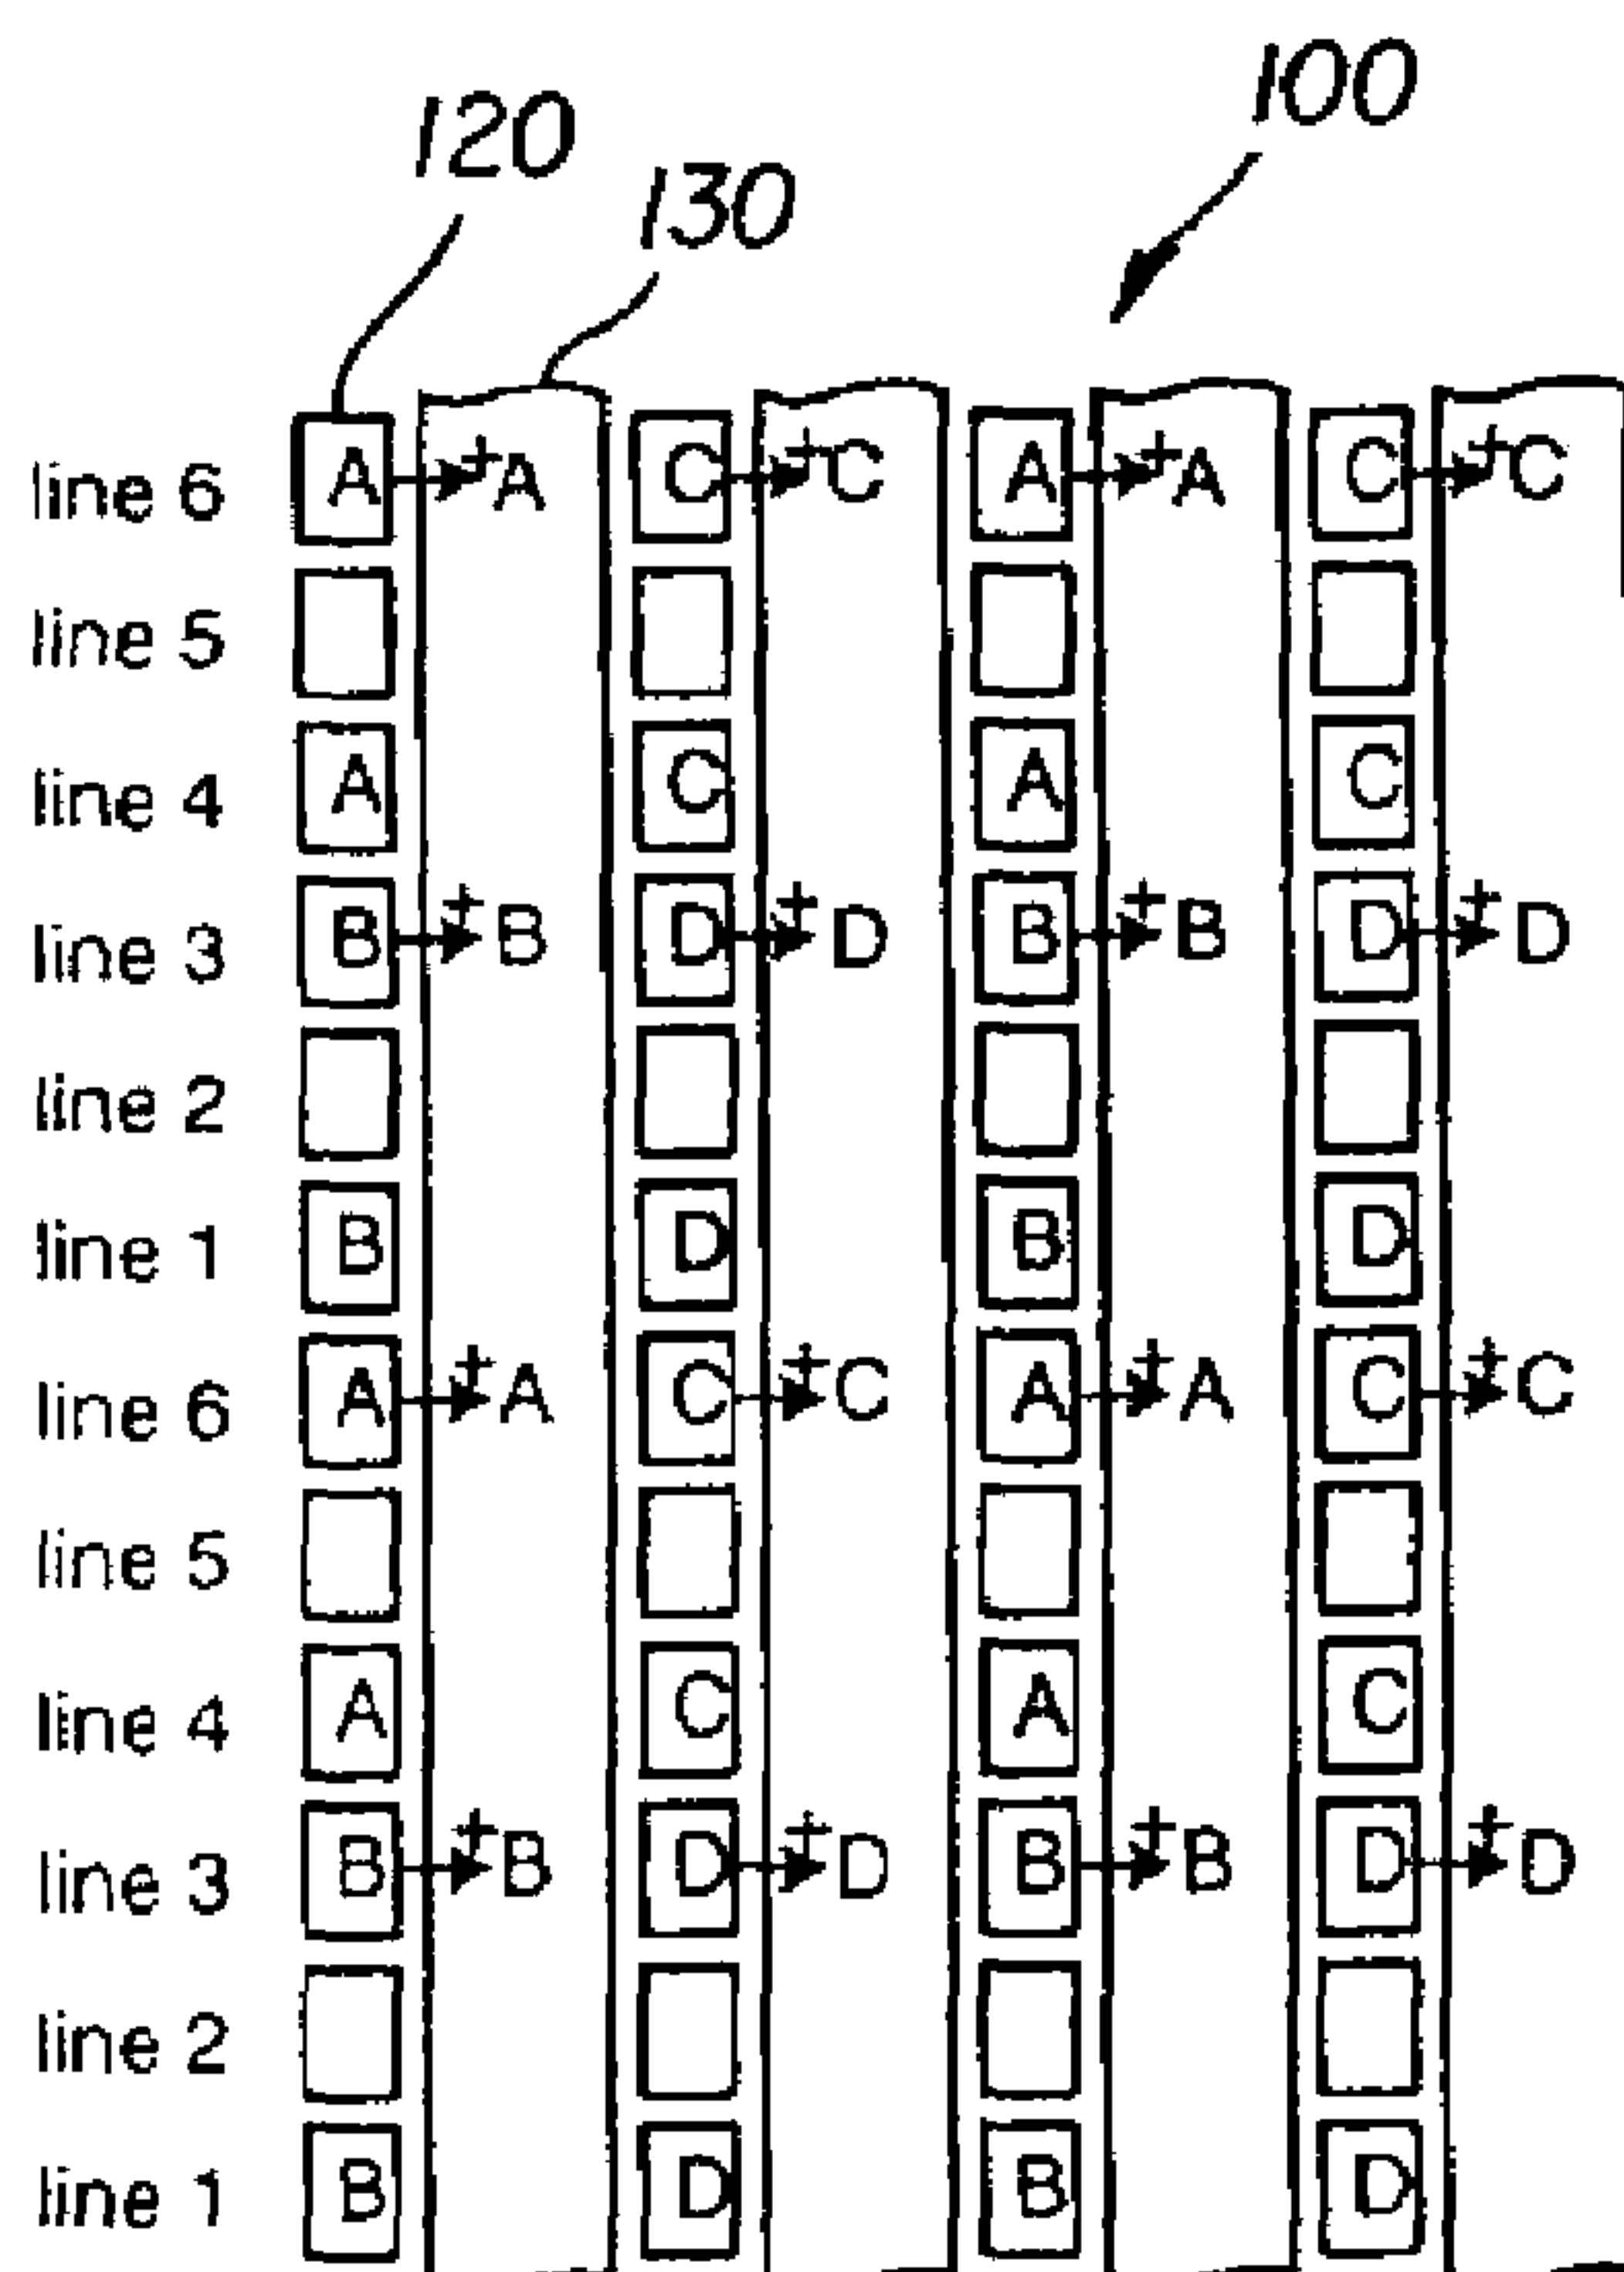 120
130
100
line 6 A +A C +C A +A C +C
line 5
line 4 A C A C
line 3 B +B D +D B +B D +D
line 2
line 1 B D B D
line 6 A +A C +C A +A C +C
line 5
line 4 A C A C
line 3 B +B D +D B +B D +D
line 2
line 1 B D B D